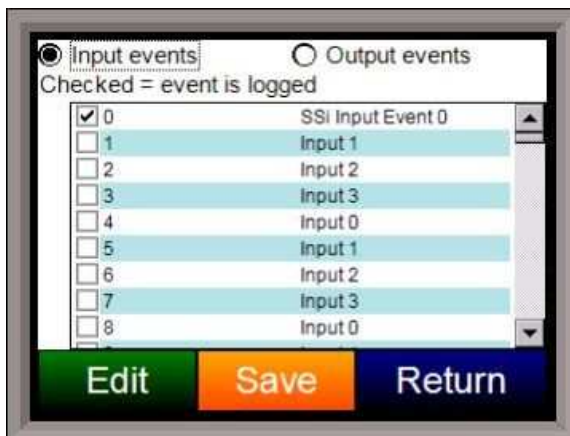 Input events Output events
Checked = event is logged
0 SSi Input Event 0
1 Input 1
2 Input 2
3 Input 3
4 Input 0
5 Input 1
6 Input 2
7 Input 3
8 Input 0
Edit Save Return